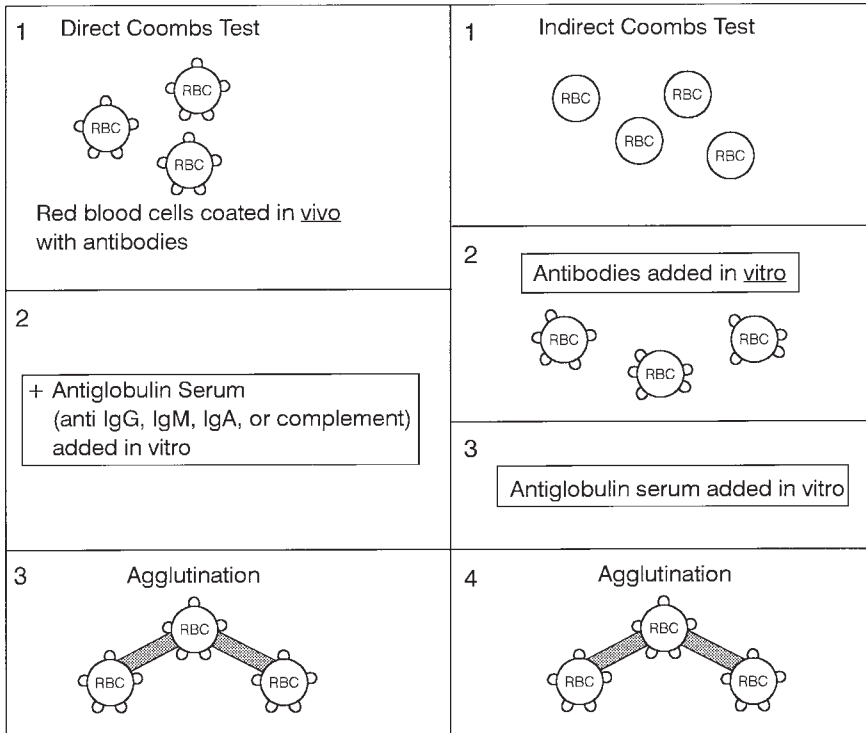 1 Direct Coombs Test
RBC
RBC
RBC
Red blood cells coated in vivo
with antibodies
2
+ Antiglobulin Serum
(anti IgG, IgM, IgA, or complement)
added in vitro
3 Agglutination
RBC
RBC
RBC
1 Indirect Coombs Test
RBC
RBC
RBC
RBC
2
Antibodies added in vitro
RBC
RBC
RBC
3
Antiglobulin serum added in vitro
4 Agglutination
RBC
RBC
RBC